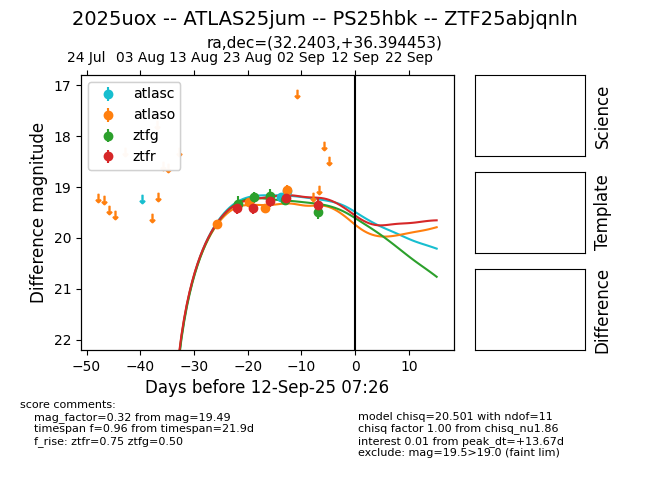 2025uox -- ATLAS25jum -- PS25hbk -- ZTF25abjqnln
ra,dec=(32.2403,+36.394453)
24 Jul 03 Aug 13 Aug 23 Aug 02 Sep 12 Sep 22 Sep
17
18
19
20
21
22
Difference magnitude
atlasc
atlaso
ztfg
ztfr
−50 −40 −30 −20 −10 0 10
Days before 12-Sep-25 07:26
Science
Template
Difference
score comments:
mag_factor=0.32 from mag=19.49
timespan f=0.96 from timespan=21.9d
f_rise: ztfr=0.75 ztfg=0.50
model chisq=20.501 with ndof=11
chisq factor 1.00 from chisq_nu1.86
interest 0.01 from peak_dt=+13.67d
exclude: mag=19.5>19.0 (faint lim)